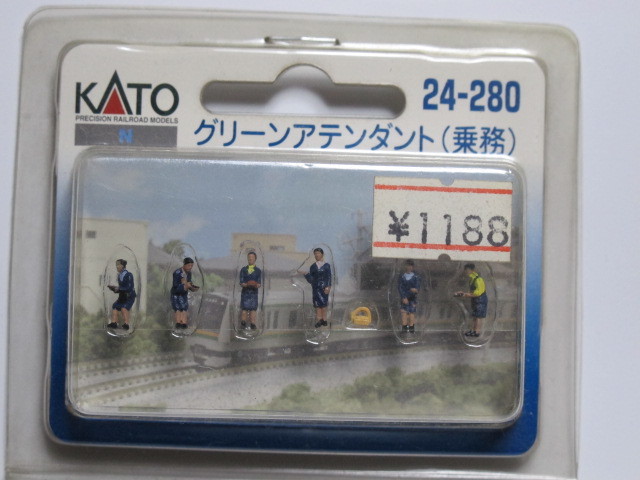 KATO
PRECISION RAILROAD MODELS
N
24-280
グリーンアテンダント(乗務)
¥1188